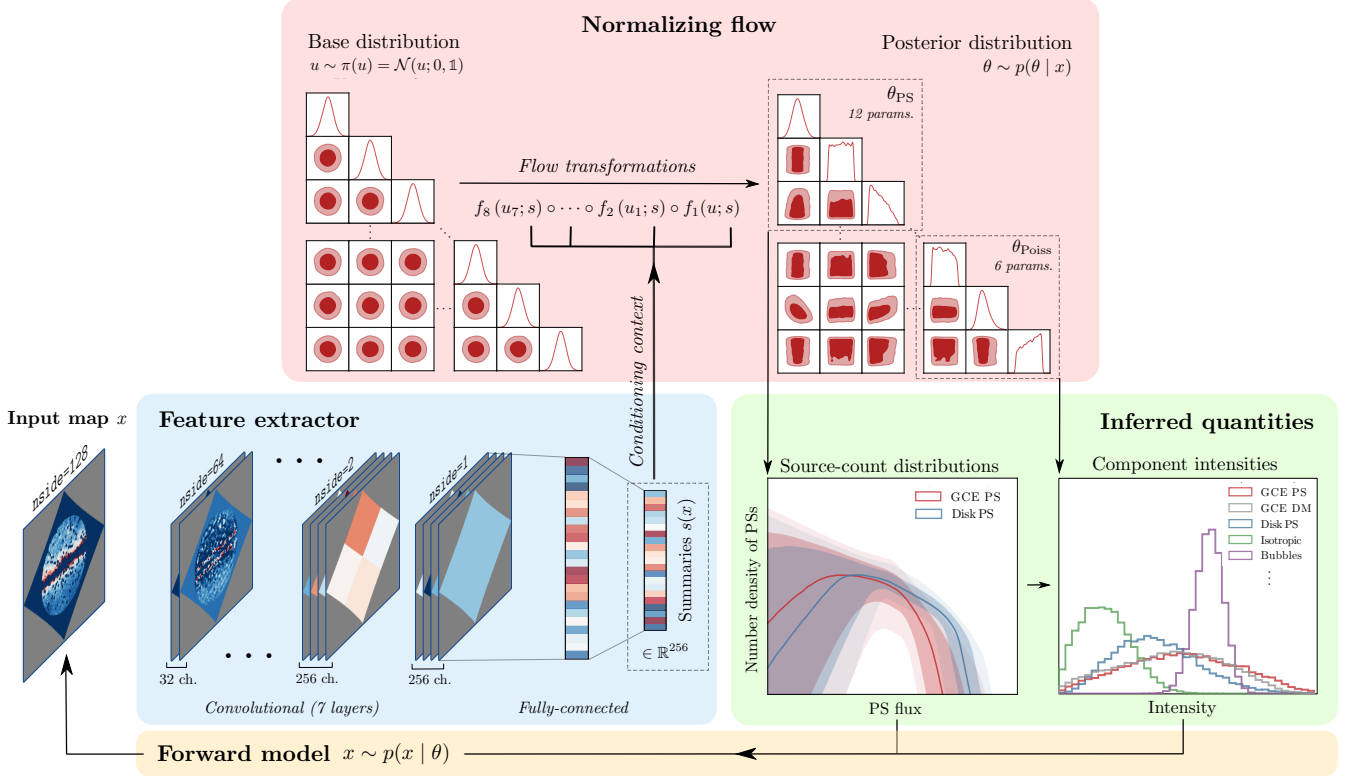 Normalizing flow
Base distribution
u ∼ π(u) = 𝒩(u; 0, 𝟙)
Posterior distribution
θ ∼ p(θ | x)
θ_PS
12 params.
Flow transformations
f_8 (u_7; s) ∘ ⋯ ∘ f_2 (u_1; s) ∘ f_1(u; s)
θ_Poiss
6 params.
Conditioning context
Input map x
nside=128
Feature extractor
nside=64
nside=2
nside=1
32 ch.
256 ch.
256 ch.
Convolutional (7 layers)
Fully-connected
Summaries s(x)
∈ ℝ^256
Inferred quantities
Source-count distributions
GCE PS
Disk PS
Number density of PSs
PS flux
Component intensities
GCE PS
GCE DM
Disk PS
Isotropic
Bubbles
⋮
Intensity
Forward model x ∼ p(x | θ)